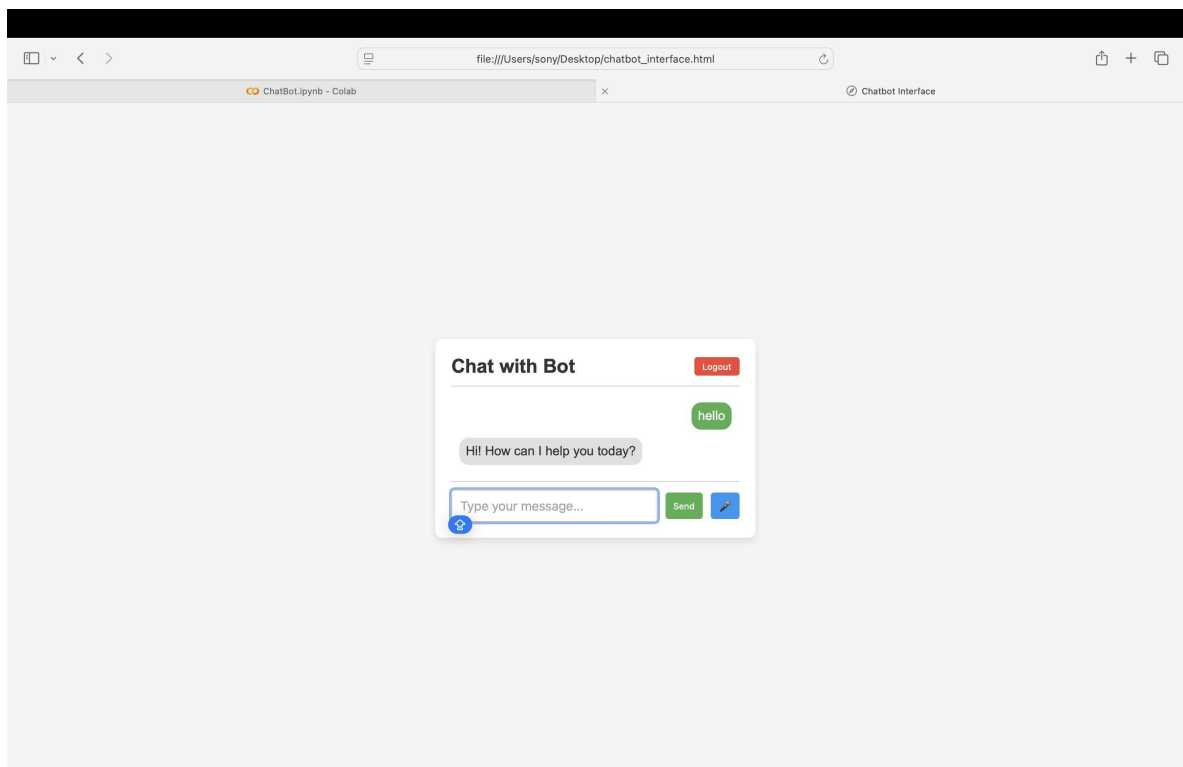 file:///Users/sony/Desktop/chatbot_interface.html
ChatBot.ipynb - Colab
Chatbot Interface
Chat with Bot
Logout
hello
Hi! How can I help you today?
Type your message...
Send